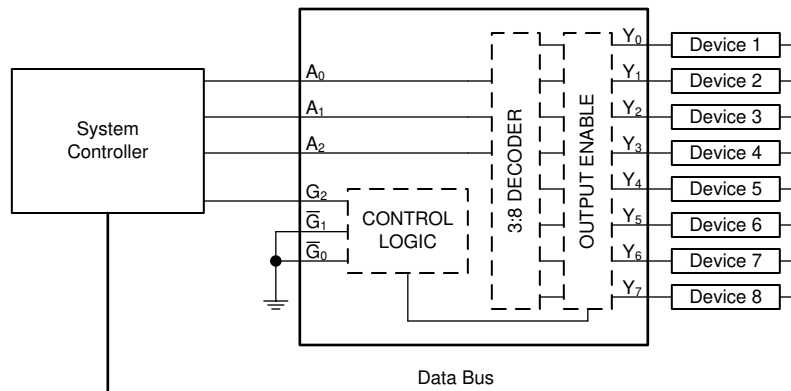 System
Controller
A₀
A₁
A₂
G₂
G̅₁
G̅₀
CONTROL
LOGIC
3:8 DECODER
OUTPUT ENABLE
Y₀
Y₁
Y₂
Y₃
Y₄
Y₅
Y₆
Y₇
Device 1
Device 2
Device 3
Device 4
Device 5
Device 6
Device 7
Device 8
Data Bus